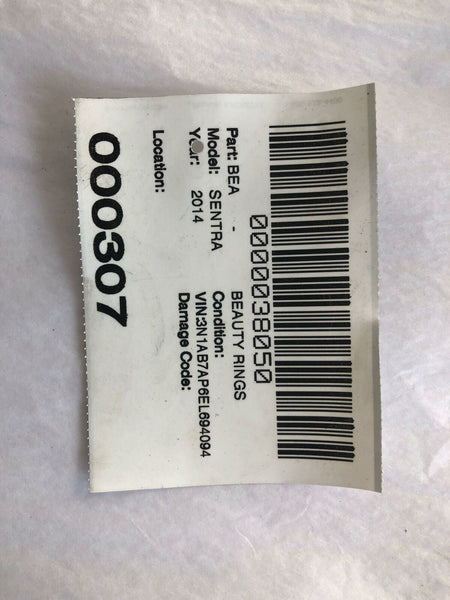 0000038050
Part: BEA - BEAUTY RINGS
Model: SENTRA Condition:
Year: 2014 VIN:3N1AB7AP6EL694094
Damage Code:
Location:
000307